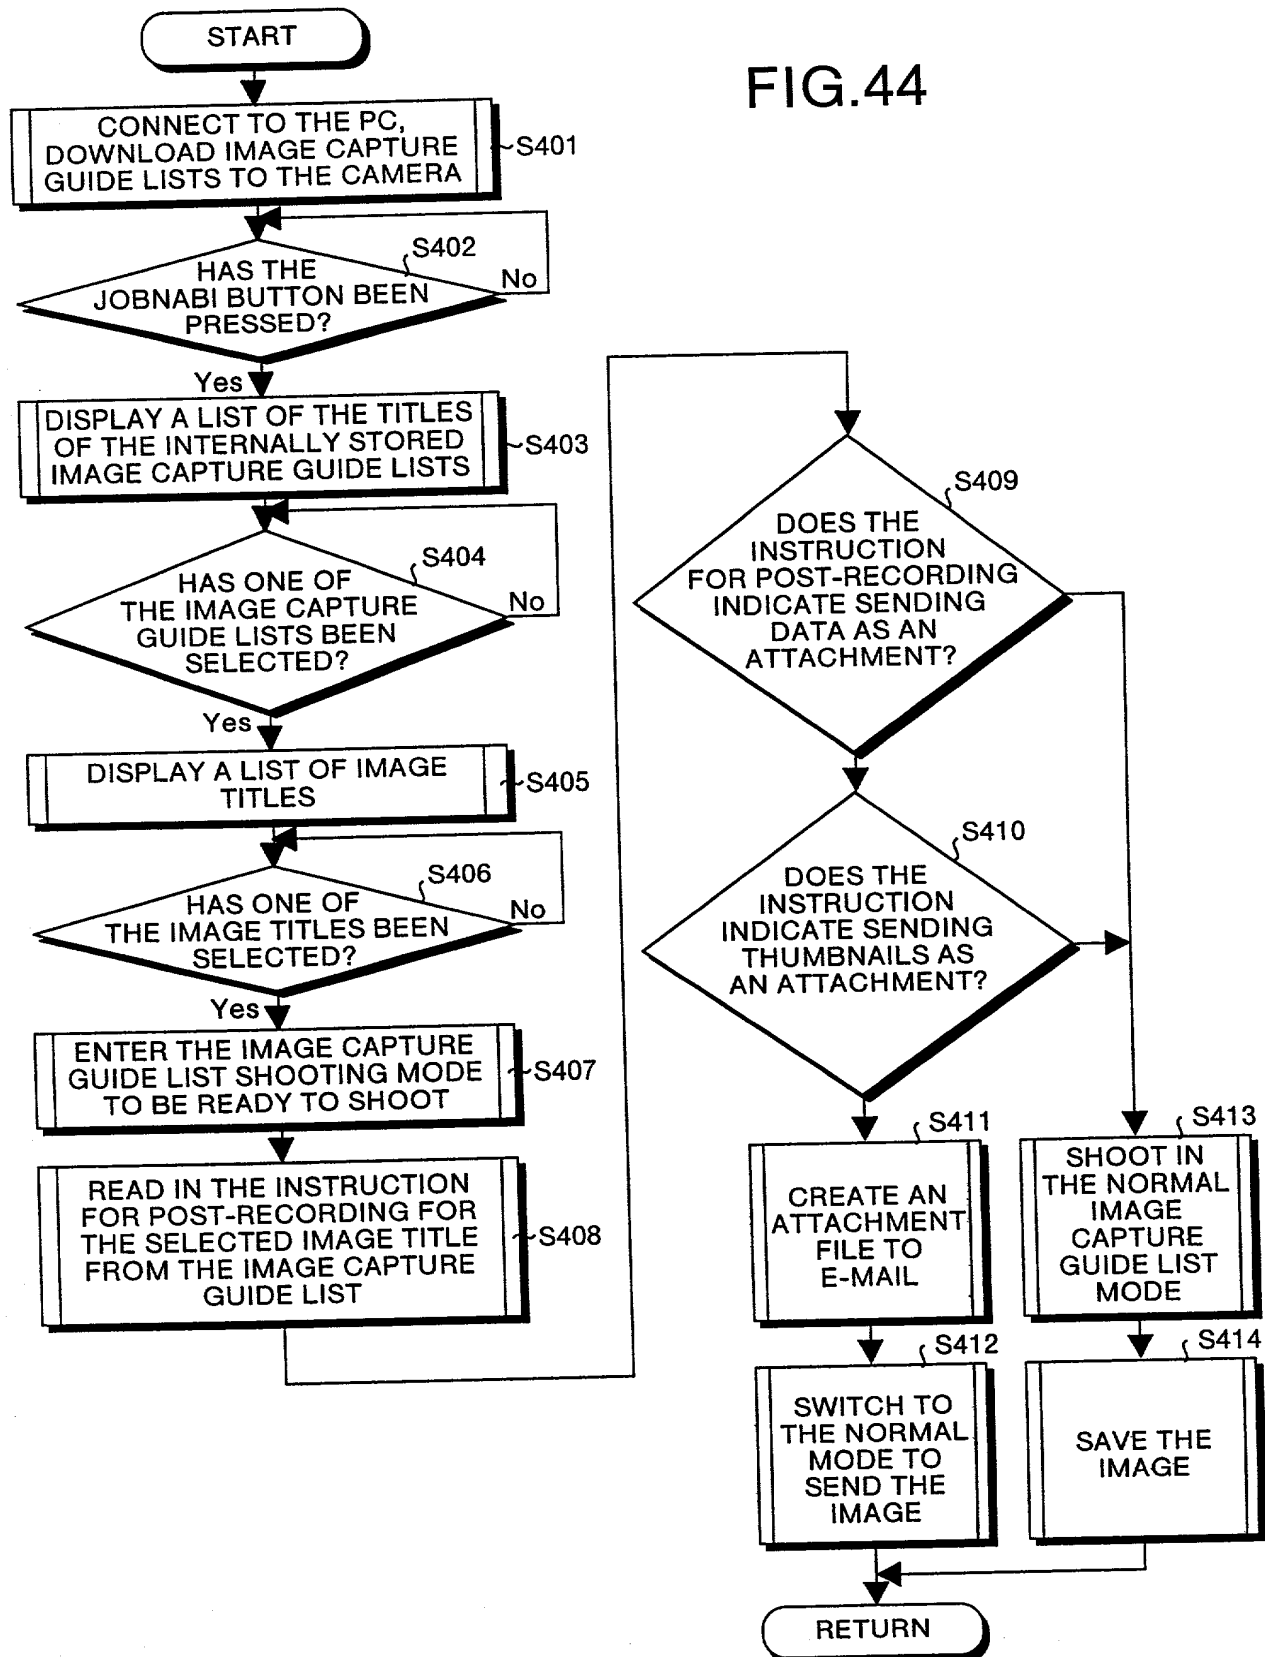 START
FIG.44
CONNECT TO THE PC,
DOWNLOAD IMAGE CAPTURE
GUIDE LISTS TO THE CAMERA
S401
S402
HAS THE
JOBNABI BUTTON BEEN
PRESSED?
No
Yes
DISPLAY A LIST OF THE TITLES
OF THE INTERNALLY STORED
IMAGE CAPTURE GUIDE LISTS
S403
S404
HAS ONE OF
THE IMAGE CAPTURE
GUIDE LISTS BEEN
SELECTED?
No
Yes
DISPLAY A LIST OF IMAGE
TITLES
S405
S406
HAS ONE OF
THE IMAGE TITLES BEEN
SELECTED?
No
Yes
ENTER THE IMAGE CAPTURE
GUIDE LIST SHOOTING MODE
TO BE READY TO SHOOT
S407
READ IN THE INSTRUCTION
FOR POST-RECORDING FOR
THE SELECTED IMAGE TITLE
FROM THE IMAGE CAPTURE
GUIDE LIST
S408
S409
DOES THE
INSTRUCTION
FOR POST-RECORDING
INDICATE SENDING
DATA AS AN
ATTACHMENT?
S410
DOES THE
INSTRUCTION
INDICATE SENDING
THUMBNAILS AS
AN ATTACHMENT?
S411
CREATE AN
ATTACHMENT
FILE TO
E-MAIL
S412
SWITCH TO
THE NORMAL
MODE TO
SEND THE
IMAGE
S413
SHOOT IN
THE NORMAL
IMAGE
CAPTURE
GUIDE LIST
MODE
S414
SAVE THE
IMAGE
RETURN